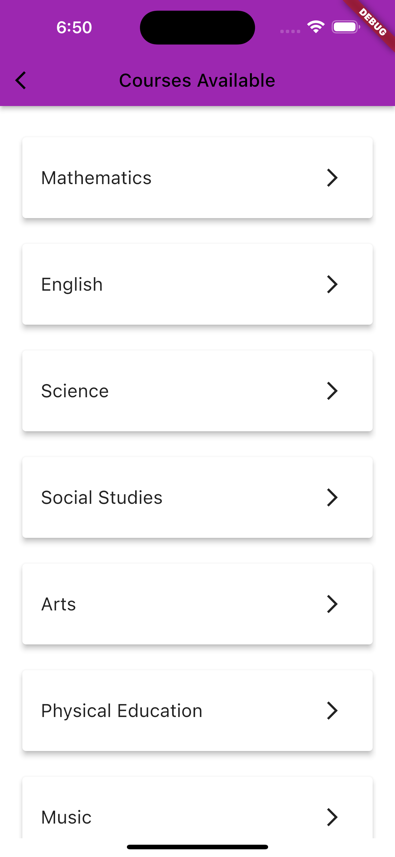 6:50
DEBUG
Courses Available
Mathematics
English
Science
Social Studies
Arts
Physical Education
Music